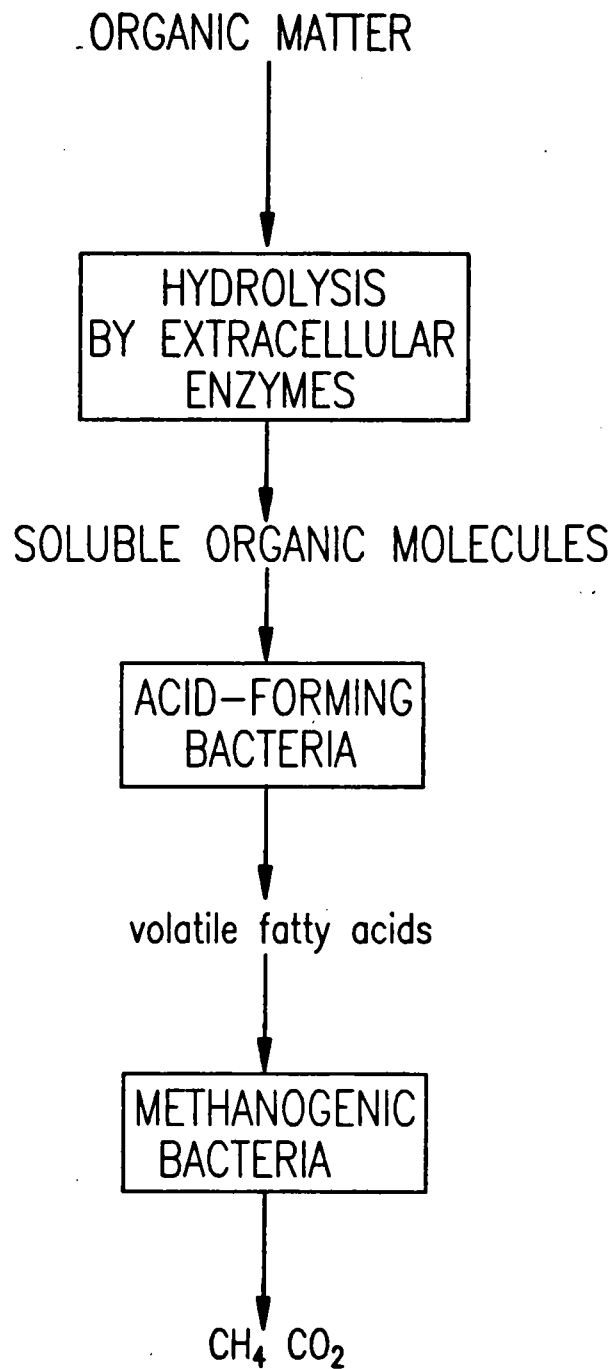 ORGANIC MATTER
HYDROLYSIS
BY EXTRACELLULAR
ENZYMES
SOLUBLE ORGANIC MOLECULES
ACID-FORMING
BACTERIA
volatile fatty acids
METHANOGENIC
BACTERIA
CH₄ CO₂